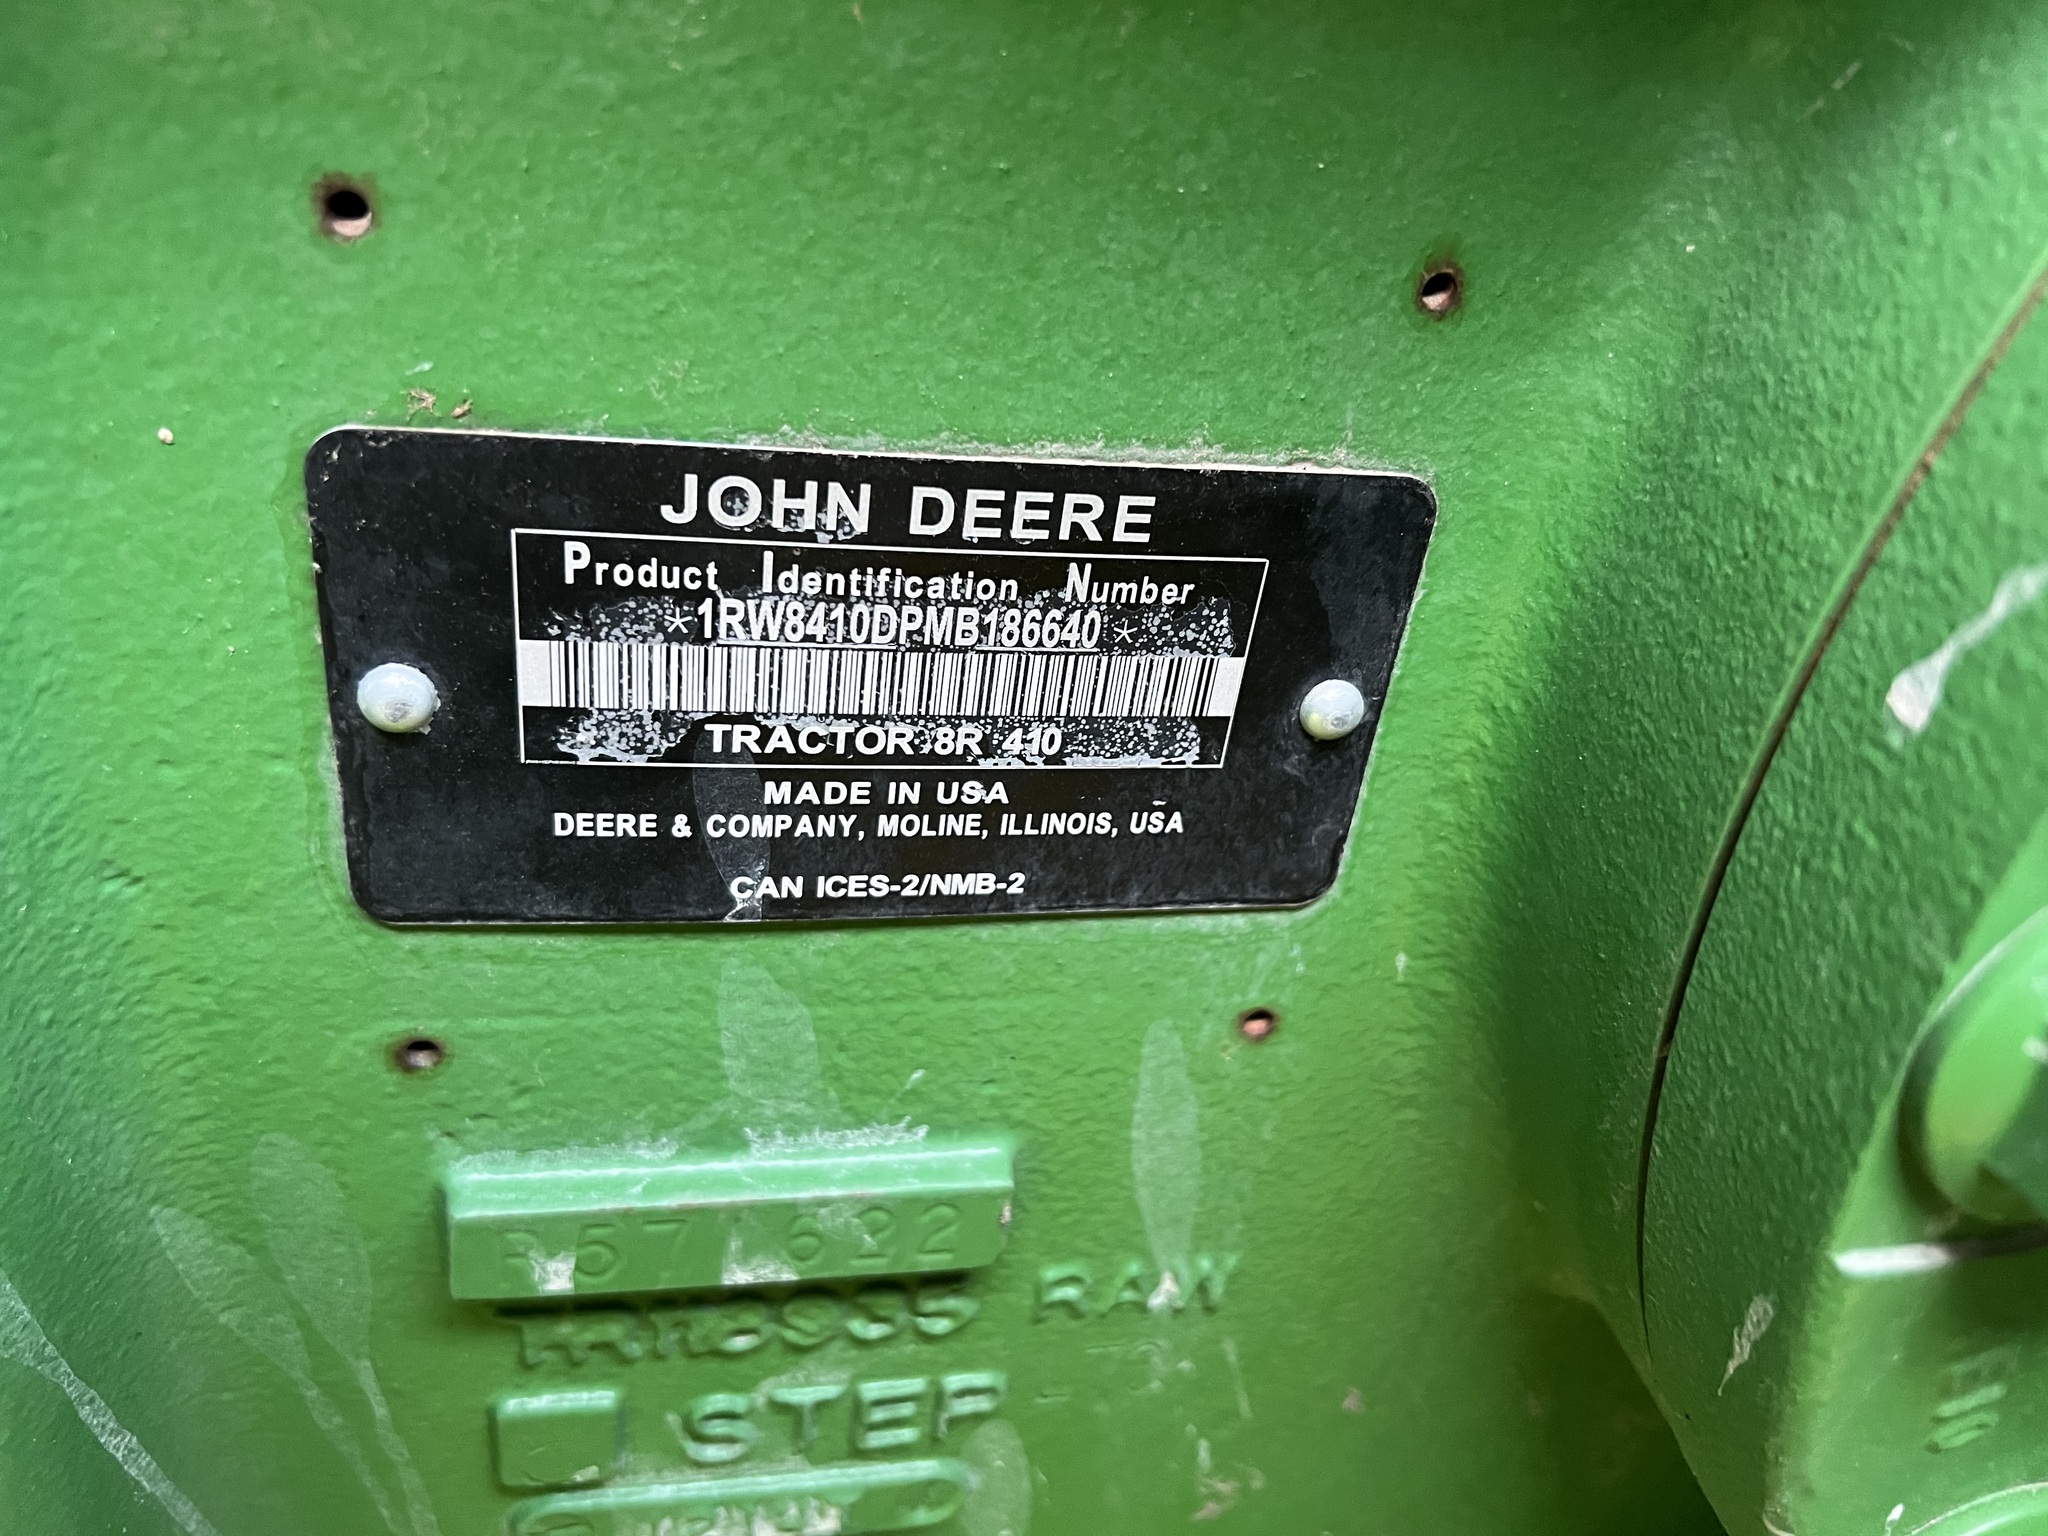 JOHN DEERE
Product Identification Number
*1RW8410DPMB186640*
TRACTOR 8R 410
MADE IN USA
DEERE & COMPANY, MOLINE, ILLINOIS, USA
CAN ICES-2/NMB-2
RAW
STEP